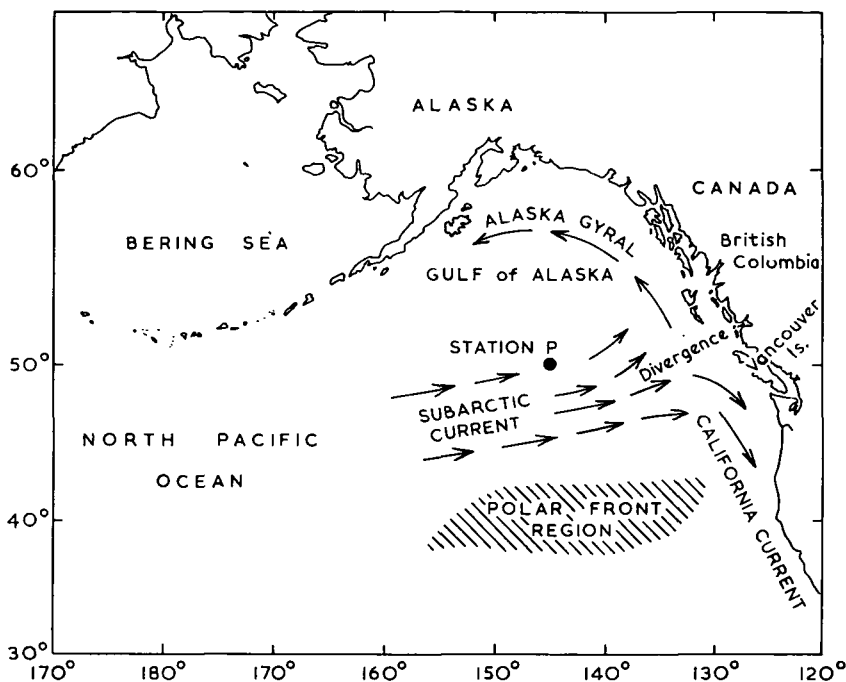 ALASKA
60°
CANADA
ALASKA GYRAL
BERING SEA
British
Columbia
GULF of ALASKA
Vancouver
Is.
STATION P
Divergence
50°
SUBARCTIC
CURRENT
NORTH PACIFIC
OCEAN
CALIFORNIA CURRENT
POLAR FRONT
REGION
40°
30°
170° 180° 170° 160° 150° 140° 130° 120°